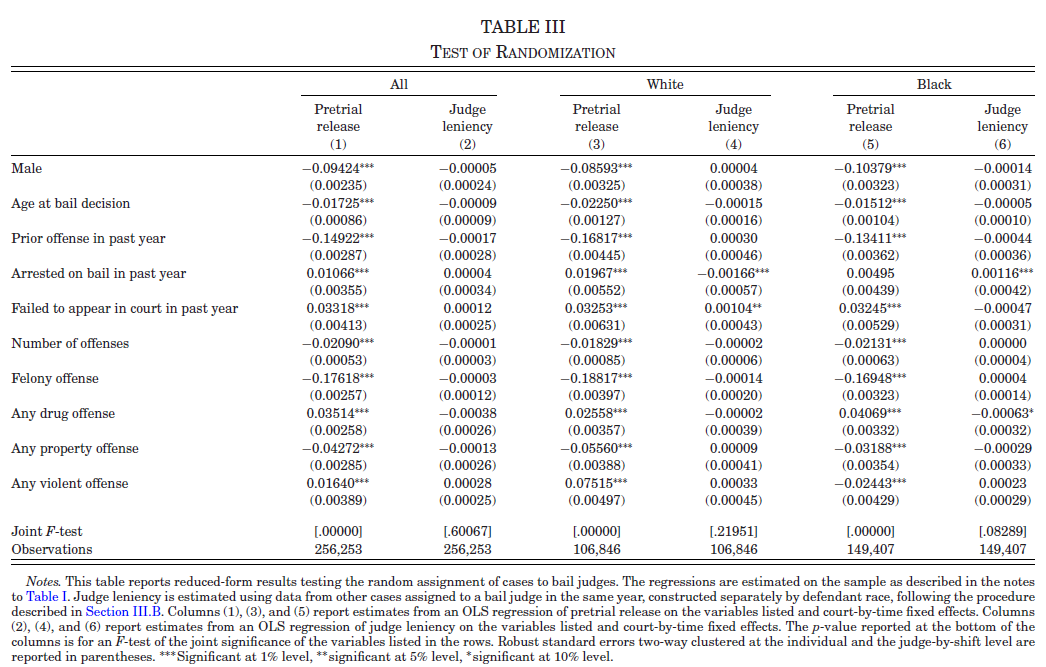 TABLE III
TEST OF RANDOMIZATION
All White Black
Pretrial release (1) Judge leniency (2) Pretrial release (3) Judge leniency (4) Pretrial release (5) Judge leniency (6)
Male −0.09424*** −0.00005 −0.08593*** 0.00004 −0.10379*** −0.00014
(0.00235) (0.00024) (0.00325) (0.00038) (0.00323) (0.00031)
Age at bail decision −0.01725*** −0.00009 −0.02250*** −0.00015 −0.01512*** −0.00005
(0.00086) (0.00009) (0.00127) (0.00016) (0.00104) (0.00010)
Prior offense in past year −0.14922*** −0.00017 −0.16817*** 0.00030 −0.13411*** −0.00044
(0.00287) (0.00028) (0.00445) (0.00046) (0.00362) (0.00036)
Arrested on bail in past year 0.01066*** 0.00004 0.01967*** −0.00166*** 0.00495 0.00116***
(0.00355) (0.00034) (0.00552) (0.00057) (0.00439) (0.00042)
Failed to appear in court in past year 0.03318*** 0.00012 0.03253*** 0.00104** 0.03245*** −0.00047
(0.00413) (0.00025) (0.00631) (0.00043) (0.00529) (0.00031)
Number of offenses −0.02090*** −0.00001 −0.01829*** −0.00002 −0.02131*** 0.00000
(0.00053) (0.00003) (0.00085) (0.00006) (0.00063) (0.00004)
Felony offense −0.17618*** −0.00003 −0.18817*** −0.00014 −0.16948*** 0.00004
(0.00257) (0.00012) (0.00397) (0.00020) (0.00323) (0.00014)
Any drug offense 0.03514*** −0.00038 0.02558*** −0.00002 0.04069*** −0.00063*
(0.00258) (0.00026) (0.00357) (0.00039) (0.00332) (0.00032)
Any property offense −0.04272*** −0.00013 −0.05560*** 0.00009 −0.03188*** −0.00029
(0.00285) (0.00026) (0.00388) (0.00041) (0.00354) (0.00033)
Any violent offense 0.01640*** 0.00028 0.07515*** 0.00033 −0.02443*** 0.00023
(0.00389) (0.00025) (0.00497) (0.00045) (0.00429) (0.00029)
Joint F-test [.00000] [.60067] [.00000] [.21951] [.00000] [.08289]
Observations 256,253 256,253 106,846 106,846 149,407 149,407
Notes. This table reports reduced-form results testing the random assignment of cases to bail judges. The regressions are estimated on the sample as described in the notes
to Table I. Judge leniency is estimated using data from other cases assigned to a bail judge in the same year, constructed separately by defendant race, following the procedure
described in Section III.B. Columns (1), (3), and (5) report estimates from an OLS regression of pretrial release on the variables listed and court-by-time fixed effects. Columns
(2), (4), and (6) report estimates from an OLS regression of judge leniency on the variables listed and court-by-time fixed effects. The p-value reported at the bottom of the
columns is for an F-test of the joint significance of the variables listed in the rows. Robust standard errors two-way clustered at the individual and the judge-by-shift level are
reported in parentheses. ***Significant at 1% level, **significant at 5% level, *significant at 10% level.